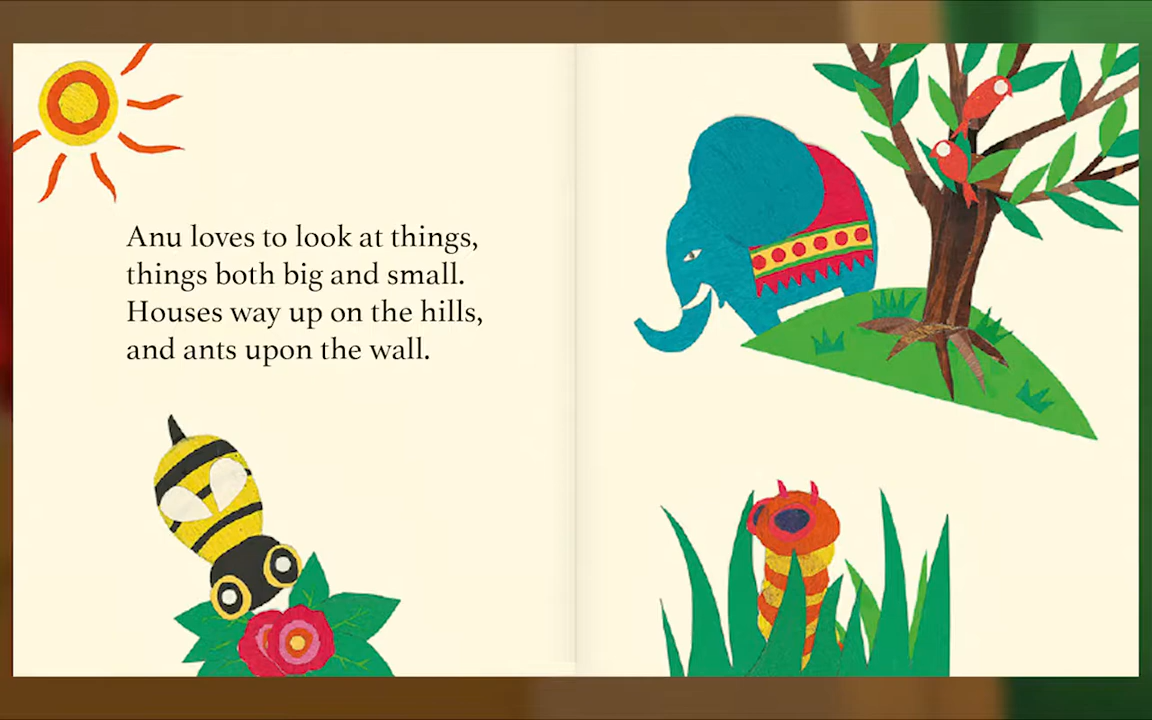 Anu loves to look at things,
things both big and small.
Houses way up on the hills,
and ants upon the wall.